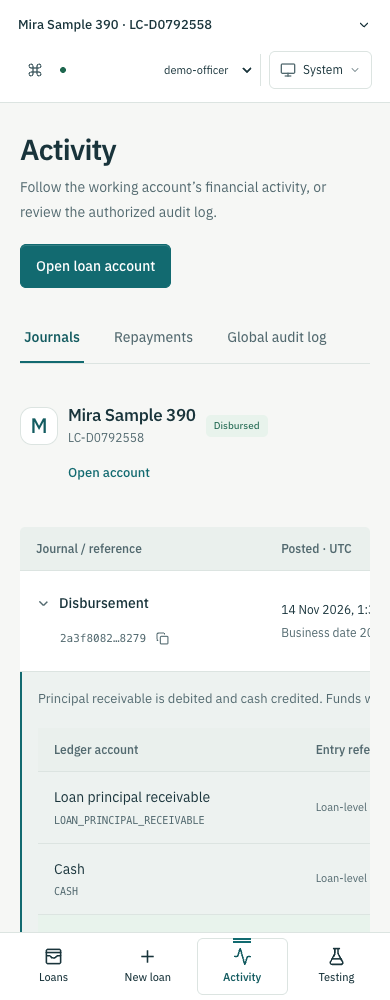 Mira Sample 390 · LC-D0792558
demo-officer
System
Activity
Follow the working account’s financial activity, or
review the authorized audit log.
Open loan account
Journals Repayments Global audit log
M
Mira Sample 390
Disbursed
LC-D0792558
Open account
Journal / reference Posted · UTC
Disbursement
14 Nov 2026,
2a3f8082…8279
Business date
Principal receivable is debited and cash credited. Funds
Ledger account Entry
Loan principal receivable
LOAN_PRINCIPAL_RECEIVABLE
Loan-level
Cash
CASH
Loan-level
Loans New loan Activity Testing